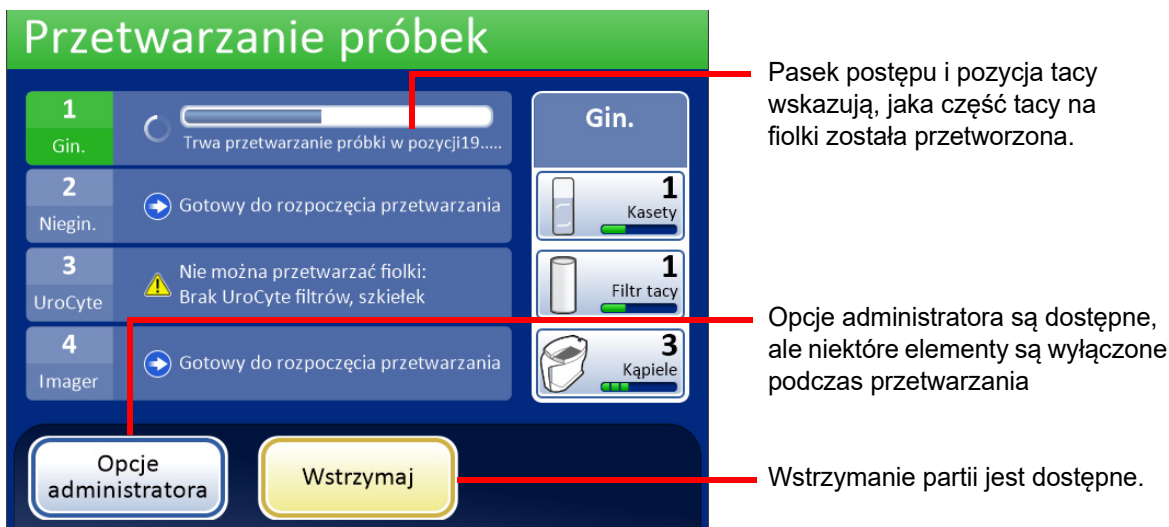 Przetwarzanie próbek
1
Gin.
Trwa przetwarzanie próbki w pozycji19.....
2
Niegin.
Gotowy do rozpoczęcia przetwarzania
3
UroCyte
Nie można przetwarzać fiolki:
Brak UroCyte filtrów, szkiełek
4
Imager
Gotowy do rozpoczęcia przetwarzania
Gin.
1
Kasety
1
Filtr tacy
3
Kąpiele
Opcje
administratora
Wstrzymaj
Pasek postępu i pozycja tacy
wskazują, jaka część tacy na
fiolki została przetworzona.
Opcje administratora są dostępne,
ale niektóre elementy są wyłączone
podczas przetwarzania
Wstrzymanie partii jest dostępne.